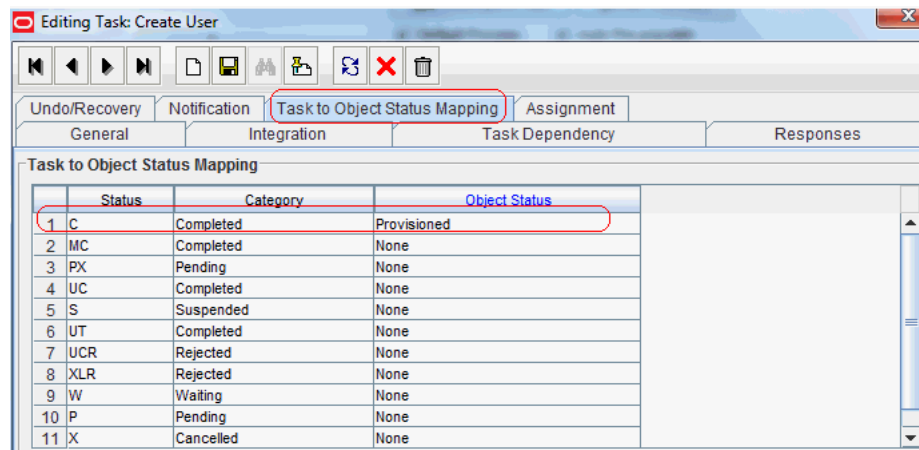 Editing Task: Create User
Undo/Recovery Notification Task to Object Status Mapping Assignment
General Integration Task Dependency Responses
Task to Object Status Mapping
Status Category Object Status
1 C Completed Provisioned
2 MC Completed None
3 PX Pending None
4 UC Completed None
5 S Suspended None
6 UT Completed None
7 UCR Rejected None
8 XLR Rejected None
9 W Waiting None
10 P Pending None
11 X Cancelled None